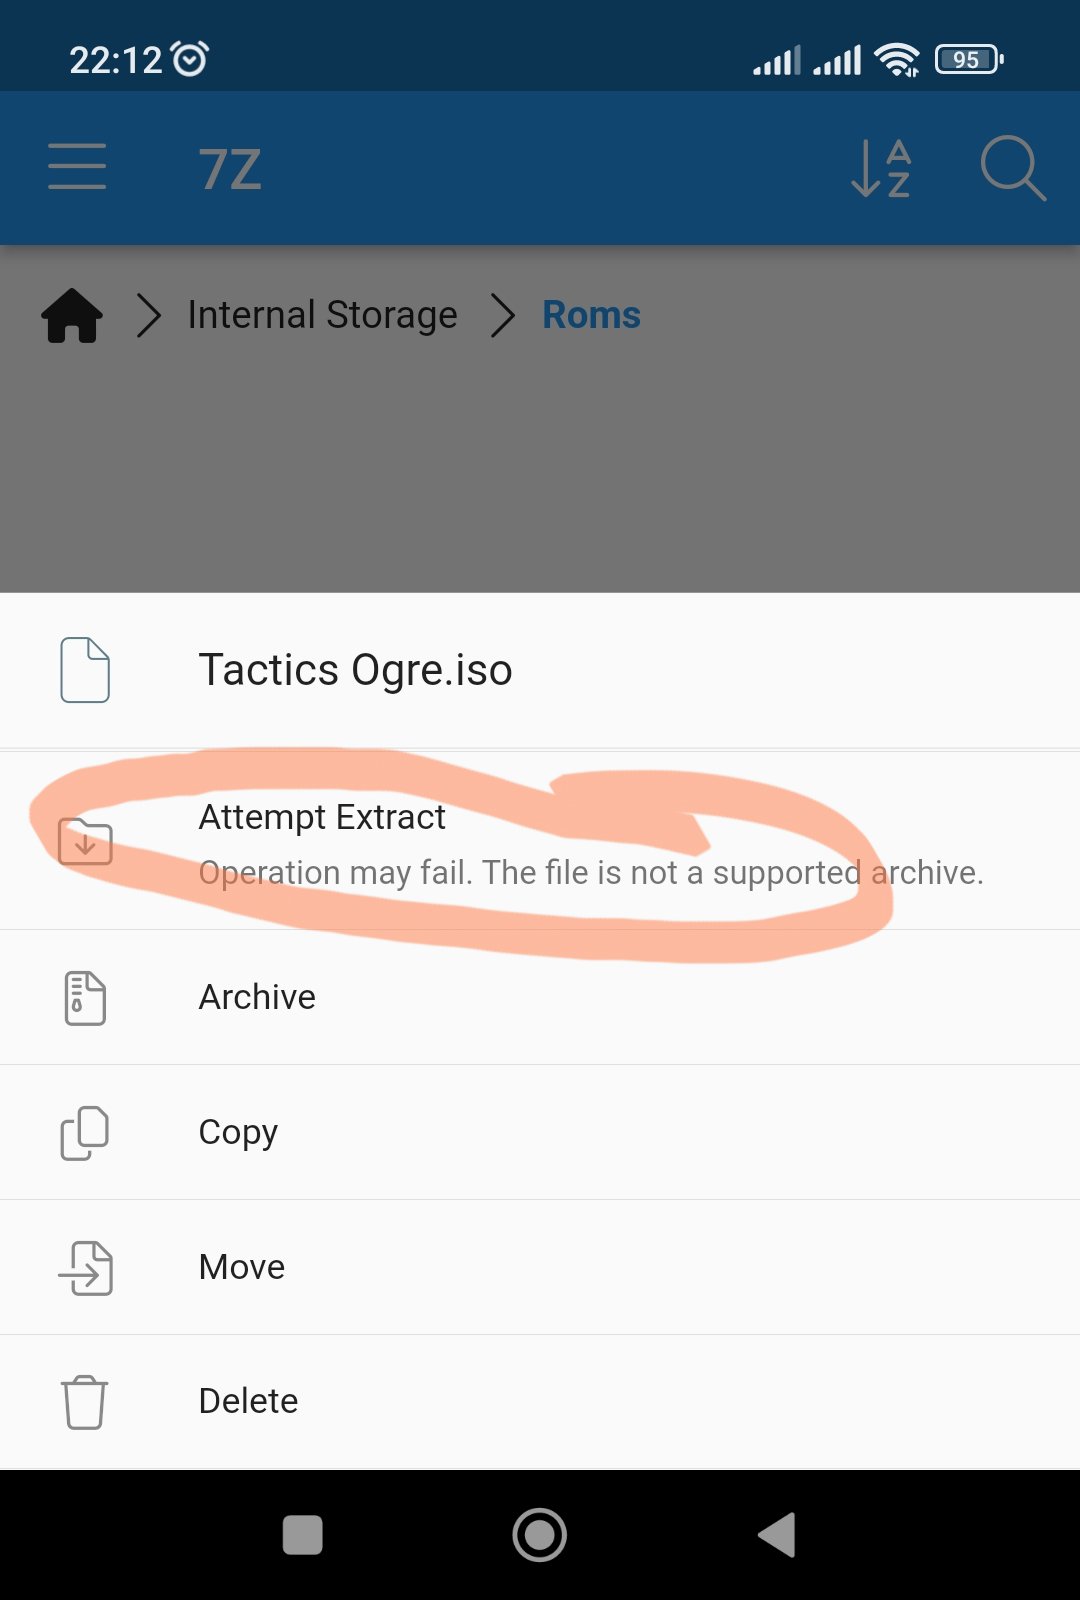 22:12
95
7Z
A
Z
Internal Storage
Roms
Tactics Ogre.iso
Attempt Extract
Operation may fail. The file is not a supported archive.
Archive
Copy
Move
Delete